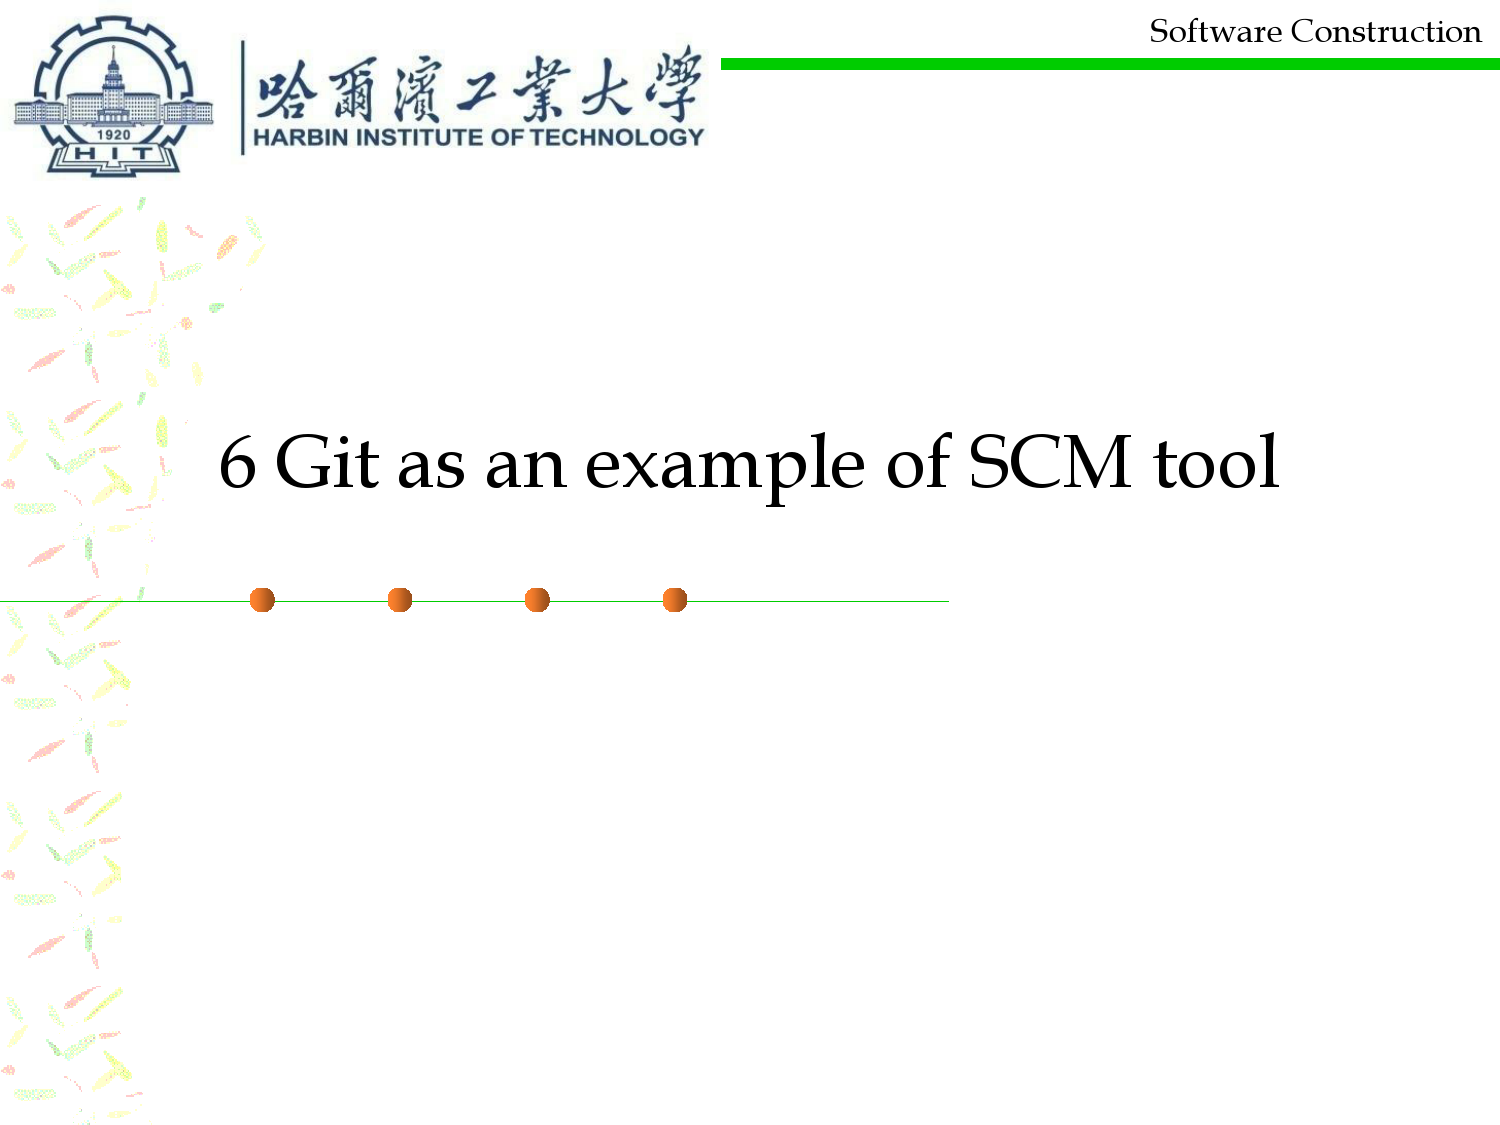 Software Construction
哈爾濱工業大學
HARBIN INSTITUTE OF TECHNOLOGY
1920
HIT
6 Git as an example of SCM tool